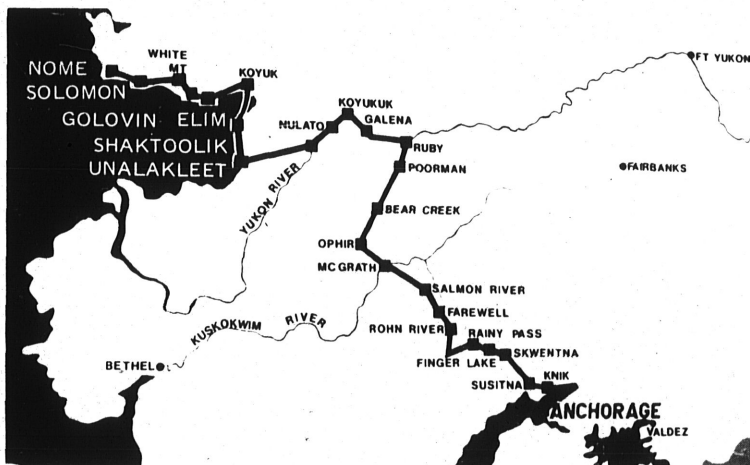 WHITE
MT
KOYUK
FT YUKON
NOME
SOLOMON
GOLOVIN ELIM
SHAKTOOLIK
UNALAKLEET
KOYUKUK
NULATO
GALENA
RUBY
POORMAN
FAIRBANKS
YUKON RIVER
BEAR CREEK
OPHIR
MCGRATH
SALMON RIVER
FAREWELL
KUSKOKWIM RIVER
ROHN RIVER
RAINY PASS
FINGER LAKE
SKWENTNA
BETHEL
SUSITNA
KNIK
ANCHORAGE
VALDEZ